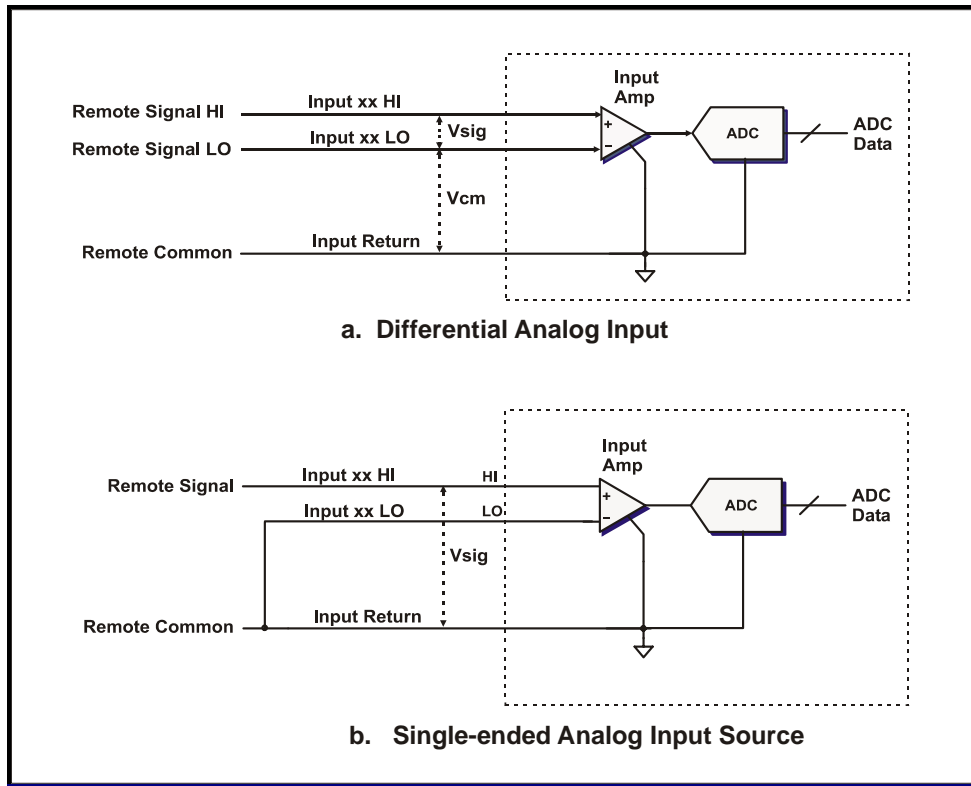 Input
Amp
Remote Signal HI
Input xx HI
+
Vsig
ADC
ADC
Data
Remote Signal LO
Input xx LO
−
Vcm
Remote Common
Input Return
a. Differential Analog Input
Input
Amp
Remote Signal
Input xx HI
HI
+
ADC
ADC
Data
Input xx LO
LO
−
Vsig
Remote Common
Input Return
b. Single-ended Analog Input Source